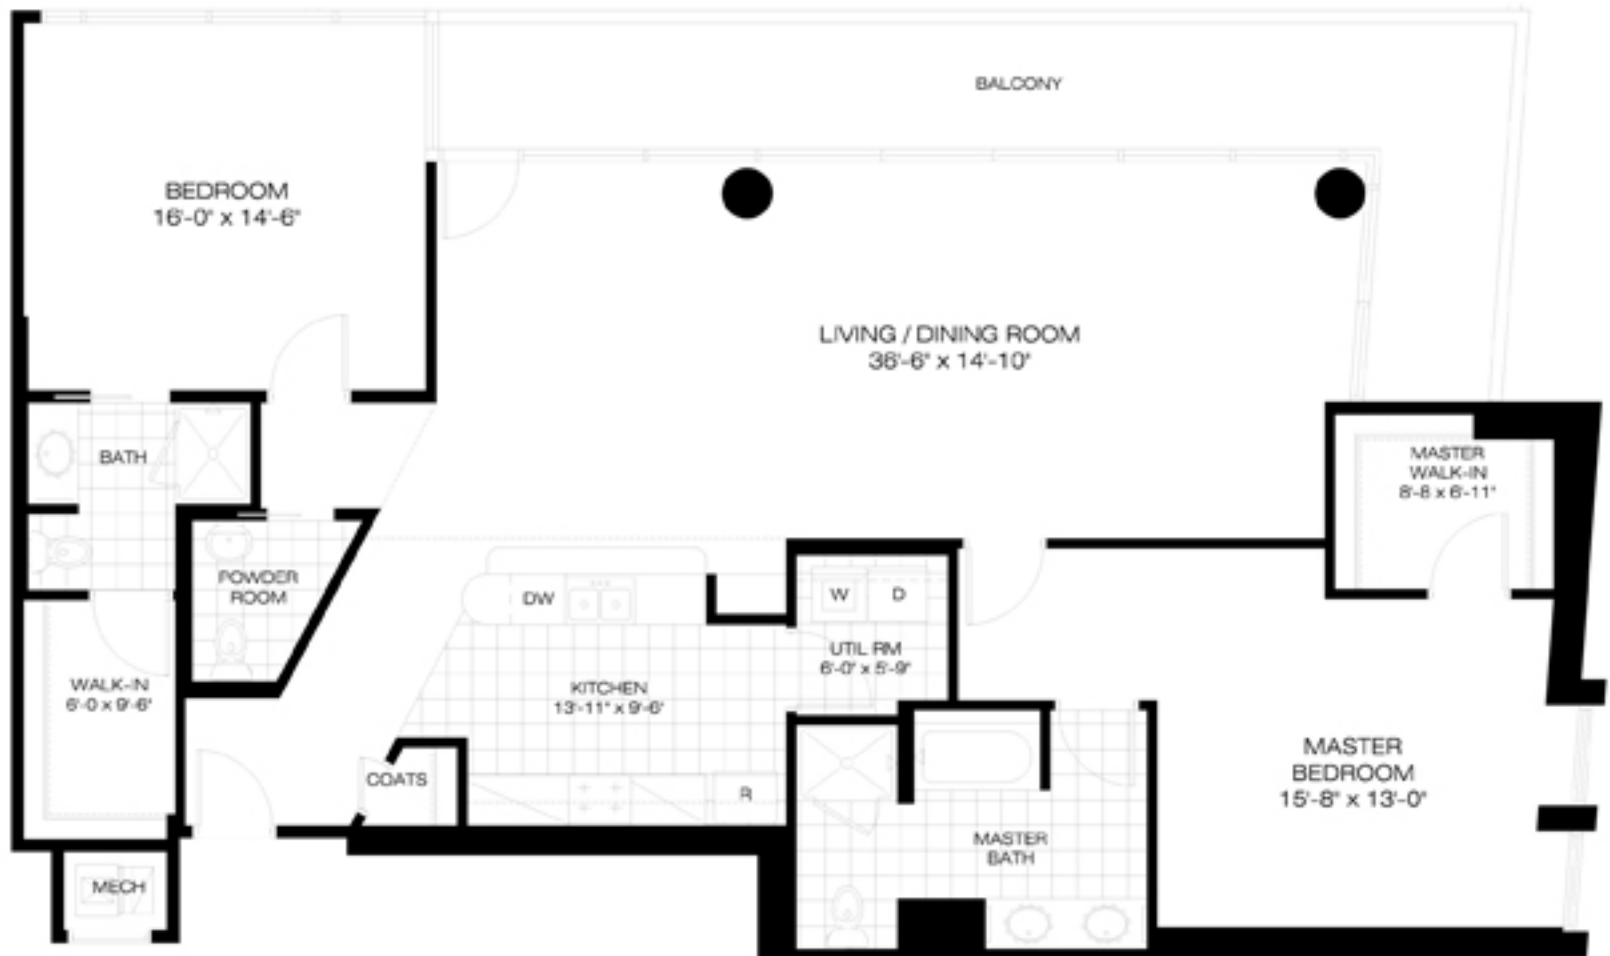 BALCONY
BEDROOM
16'-0" x 14'-6"
LIVING / DINING ROOM
36'-6" x 14'-10"
BATH
MASTER
WALK-IN
8'-8 x 6'-11"
POWDER
ROOM
DW
W
D
UTIL RM
6'-0" x 5'-9"
WALK-IN
6'-0 x 9'-6"
KITCHEN
13'-11" x 9'-6"
COATS
R
MASTER
BEDROOM
15'-8" x 13'-0"
MASTER
BATH
MECH